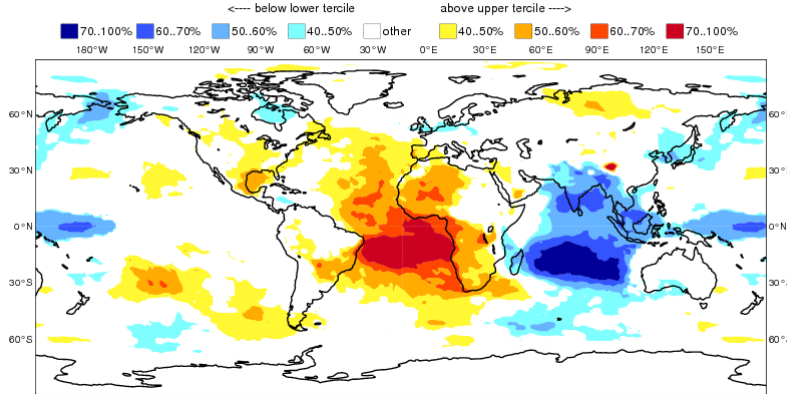 <---- below lower tercile above upper tercile ---->
70..100% 60..70% 50..60% 40..50% other 40..50% 50..60% 60..70% 70..100%
180°W 150°W 120°W 90°W 60°W 30°W 0°E 30°E 60°E 90°E 120°E 150°E
60°N 60°N
30°N 30°N
0°N 0°N
30°S 30°S
60°S 60°S